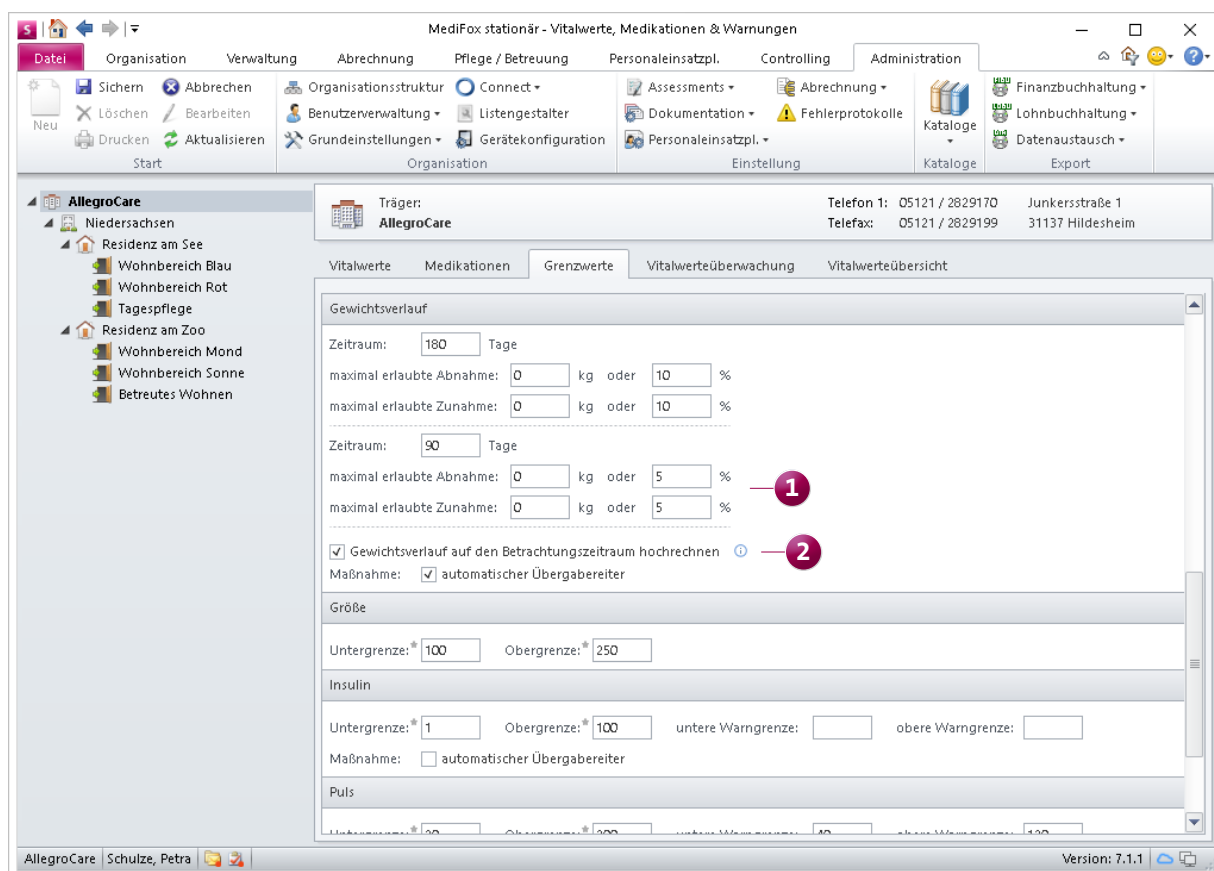 MediFox stationär - Vitalwerte, Medikationen & Warnungen
Datei Organisation Verwaltung Abrechnung Pflege / Betreuung Personaleinsatzpl. Controlling Administration
Neu
Sichern Abbrechen
Löschen Bearbeiten
Drucken Aktualisieren
Start
Organisationsstruktur Connect
Benutzerverwaltung Listengestalter
Grundeinstellungen Gerätekonfiguration
Organisation
Assessments Abrechnung
Dokumentation Fehlerprotokolle
Personaleinsatzpl.
Einstellung
Kataloge
Kataloge
Finanzbuchhaltung
Lohnbuchhaltung
Datenaustausch
Export
AllegroCare
Niedersachsen
Residenz am See
Wohnbereich Blau
Wohnbereich Rot
Tagespflege
Residenz am Zoo
Wohnbereich Mond
Wohnbereich Sonne
Betreutes Wohnen
Träger: Telefon 1: 05121 / 2829170 Junkersstraße 1
AllegroCare Telefax: 05121 / 2829199 31137 Hildesheim
Vitalwerte Medikationen Grenzwerte Vitalwerteüberwachung Vitalwerteübersicht
Gewichtsverlauf
Zeitraum: 180 Tage
maximal erlaubte Abnahme: 0 kg oder 10 %
maximal erlaubte Zunahme: 0 kg oder 10 %
Zeitraum: 90 Tage
maximal erlaubte Abnahme: 0 kg oder 5 %
1
maximal erlaubte Zunahme: 0 kg oder 5 %
Gewichtsverlauf auf den Betrachtungszeitraum hochrechnen 2
Maßnahme: automatischer Übergabereiter
Größe
Untergrenze:* 100 Obergrenze:* 250
Insulin
Untergrenze:* 1 Obergrenze:* 100 untere Warngrenze: obere Warngrenze:
Maßnahme: automatischer Übergabereiter
Puls
AllegroCare Schulze, Petra Version: 7.1.1